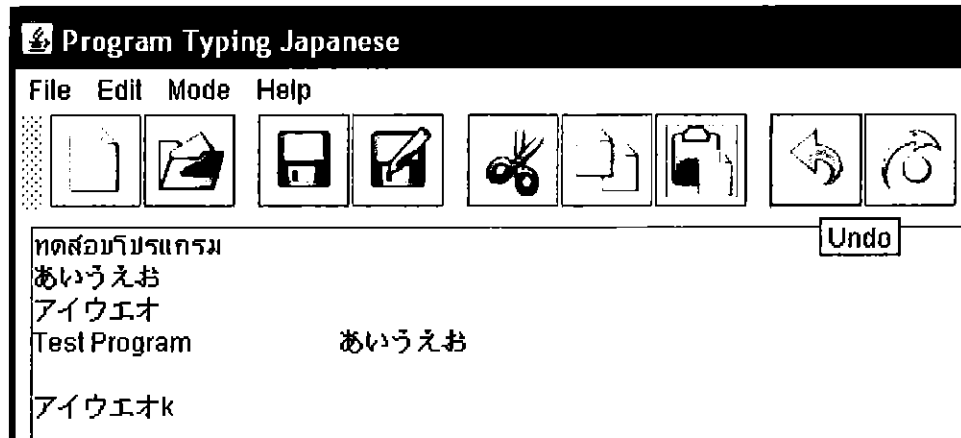 Program Typing Japanese
File Edit Mode Help
Undo
ทดสอบโปรแกรม
あいうえお
アイウエオ
Test Program あいうえお
アイウエオk